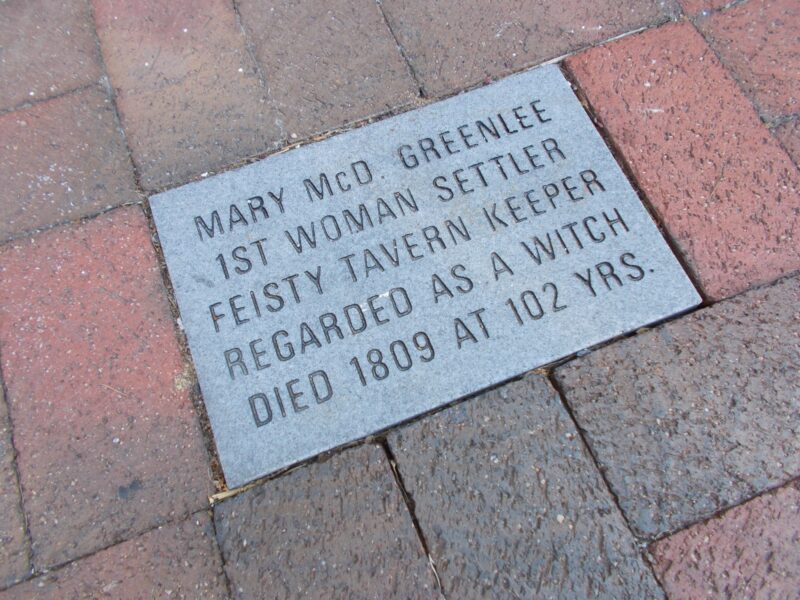 MARY McD. GREENLEE
1ST WOMAN SETTLER
FEISTY TAVERN KEEPER
REGARDED AS A WITCH
DIED 1809 AT 102 YRS.